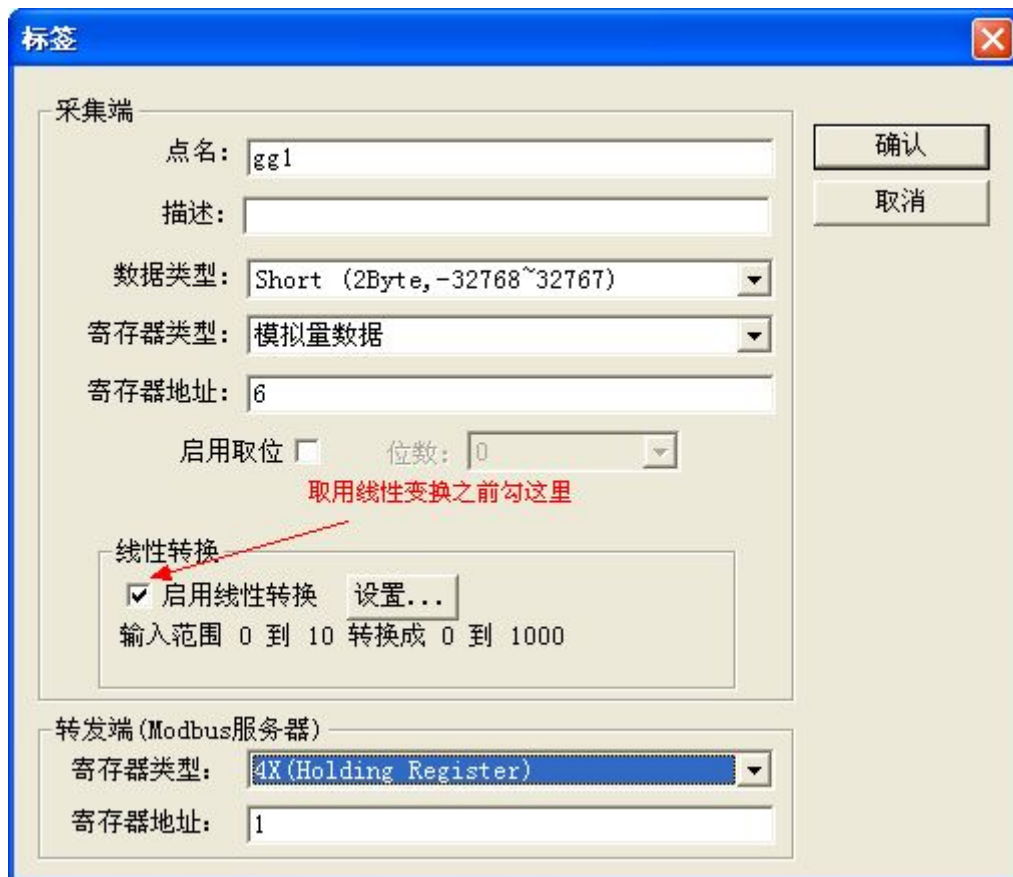 标签
采集端
点名: gg1
确认
描述:
取消
数据类型: Short (2Byte,-32768~32767)
寄存器类型: 模拟量数据
寄存器地址: 6
启用取位 位数: 0
取用线性变换之前勾这里
线性转换
启用线性转换 设置...
输入范围 0 到 10 转换成 0 到 1000
转发端(Modbus服务器)
寄存器类型: 4X(Holding Register)
寄存器地址: 1